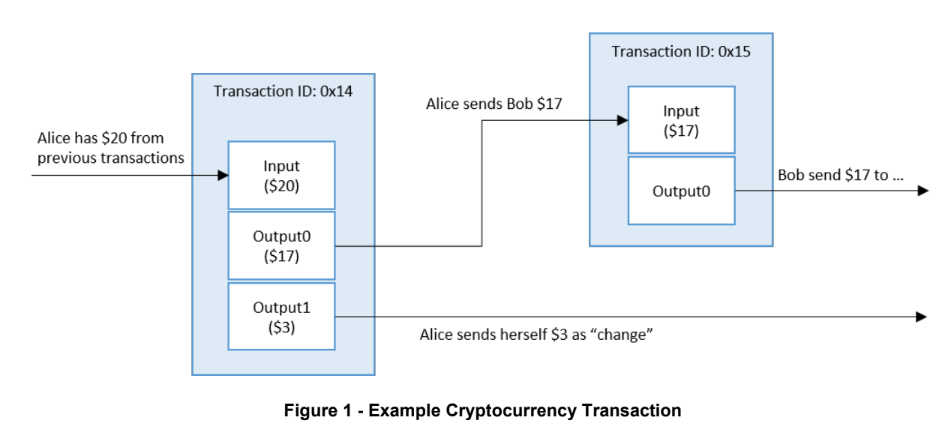 Transaction ID: 0x15
Transaction ID: 0x14
Alice sends Bob $17
Input
($17)
Alice has $20 from
previous transactions
Input
($20)
Output0
Bob send $17 to ...
Output0
($17)
Output1
($3)
Alice sends herself $3 as “change”
Figure 1 - Example Cryptocurrency Transaction